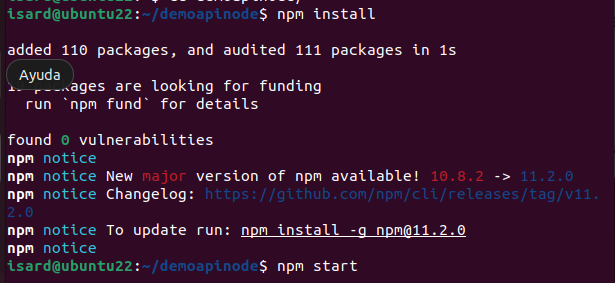 isard@ubuntu22:~/demoapinode$ npm install
added 110 packages, and audited 111 packages in 1s
Ayuda
packages are looking for funding
run `npm fund` for details
found 0 vulnerabilities
npm notice
npm notice New major version of npm available! 10.8.2 -> 11.2.0
npm notice Changelog: https://github.com/npm/cli/releases/tag/v11.
2.0
npm notice To update run: npm install -g npm@11.2.0
npm notice
isard@ubuntu22:~/demoapinode$ npm start